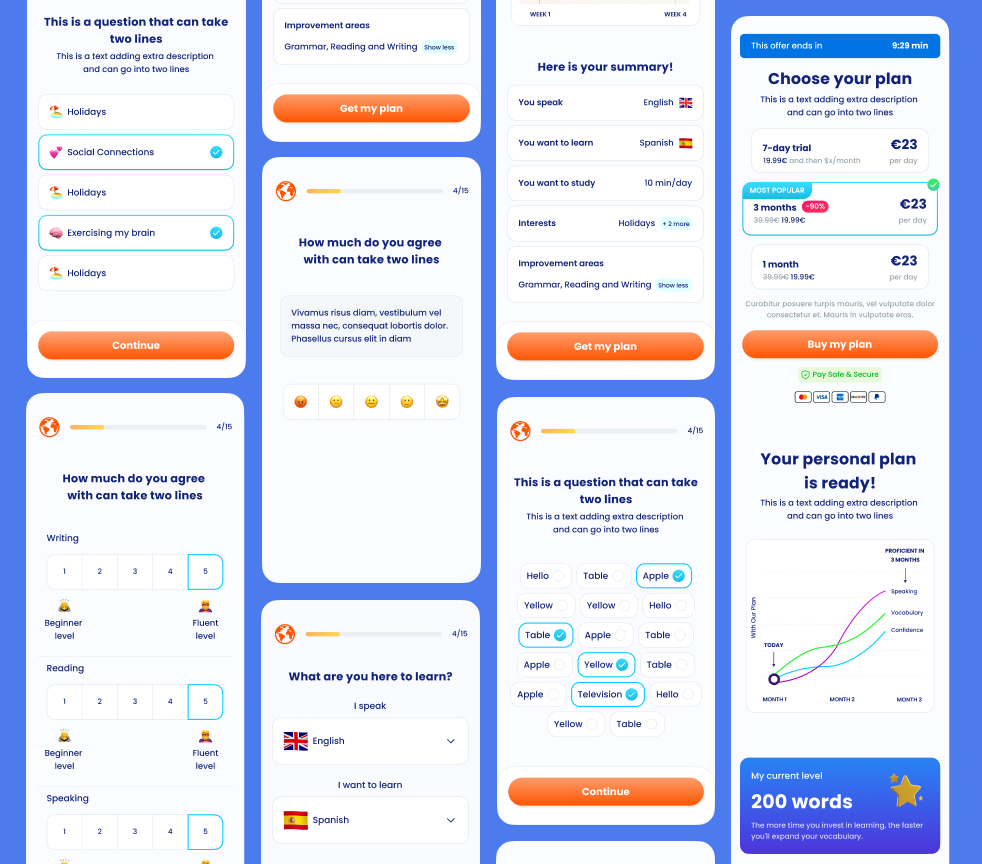 This is a question that can take
two lines
This is a text adding extra description
and can go into two lines
Holidays
Social Connections
Holidays
Exercising my brain
Holidays
Continue
4/15
How much do you agree
with can take two lines
Writing
1 2 3 4 5
Beginner
level
Fluent
level
Reading
1 2 3 4 5
Beginner
level
Fluent
level
Speaking
1 2 3 4 5
Improvement areas
Grammar, Reading and Writing Show less
Get my plan
4/15
How much do you agree
with can take two lines
Vivamus risus diam, vestibulum vel
massa nec, consequat lobortis dolor.
Phasellus cursus elit in diam
4/15
What are you here to learn?
I speak
English
I want to learn
Spanish
WEEK 1 WEEK 4
Here is your summary!
You speak English
You want to learn Spanish
You want to study 10 min/day
Interests Holidays + 2 more
Improvement areas
Grammar, Reading and Writing Show less
Get my plan
4/15
This is a question that can take
two lines
This is a text adding extra description
and can go into two lines
Hello Table Apple
Yellow Yellow Hello
Table Apple Table
Apple Yellow Table
Apple Television Hello
Yellow Table
Continue
This offer ends in 9:29 min
Choose your plan
This is a text adding extra description
and can go into two lines
7-day trial €23
19.99€ and then $x/month per day
MOST POPULAR
3 months -90% €23
39.99€ 19.99€ per day
1 month €23
39.99€ 19.99€ per day
Curabitur posuere turpis mauris, vel vulputate dolor
consectetur et. Mauris in vulputate eros.
Buy my plan
Pay Safe & Secure
VISA
Your personal plan
is ready!
This is a text adding extra description
and can go into two lines
PROFICIENT IN
3 MONTHS
Speaking
Vocabulary
Confidence
With Our Plan
TODAY
MONTH 1 MONTH 2 MONTH 3
My current level
200 words
The more time you invest in learning, the faster
you'll expand your vocabulary.